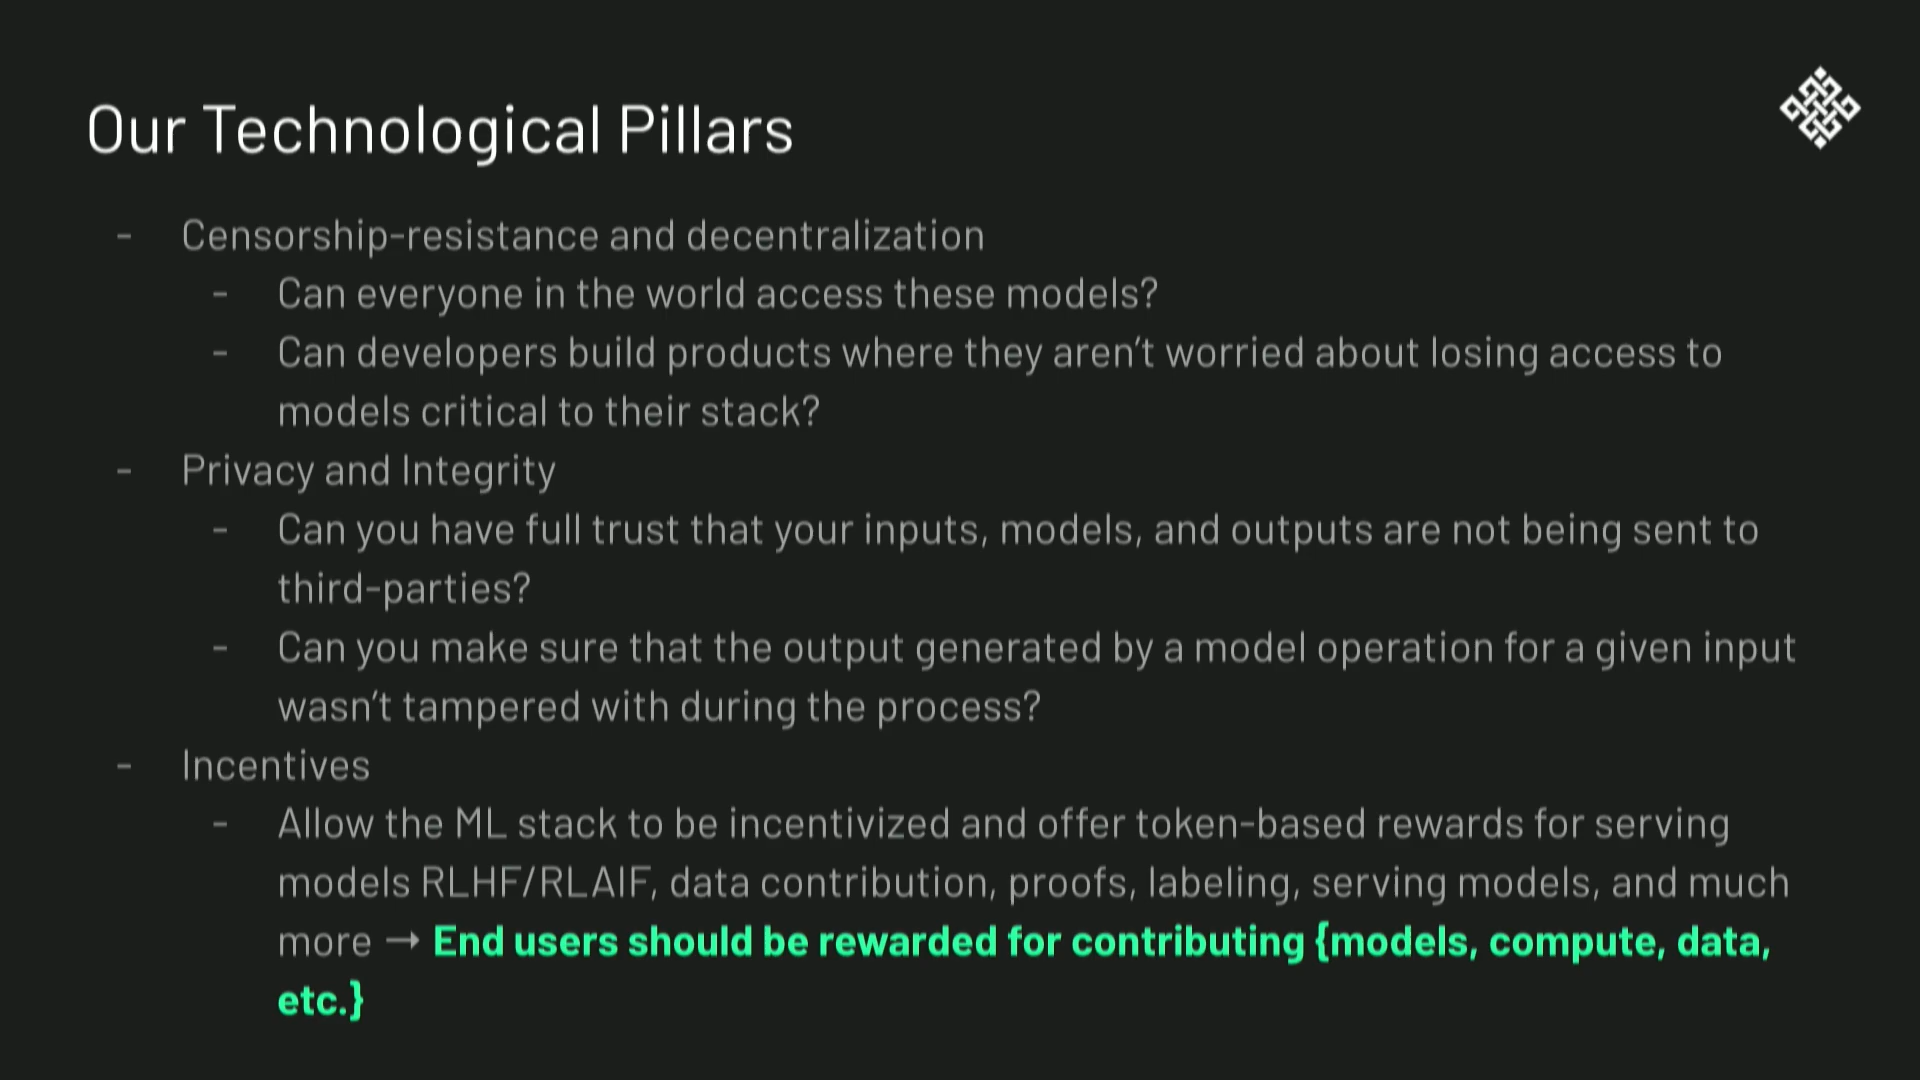 Our Technological Pillars
- Censorship-resistance and decentralization
- Can everyone in the world access these models?
- Can developers build products where they aren’t worried about losing access to
models critical to their stack?
- Privacy and Integrity
- Can you have full trust that your inputs, models, and outputs are not being sent to
third-parties?
- Can you make sure that the output generated by a model operation for a given input
wasn’t tampered with during the process?
- Incentives
- Allow the ML stack to be incentivized and offer token-based rewards for serving
models RLHF/RLAIF, data contribution, proofs, labeling, serving models, and much
more → End users should be rewarded for contributing {models, compute, data,
etc.}